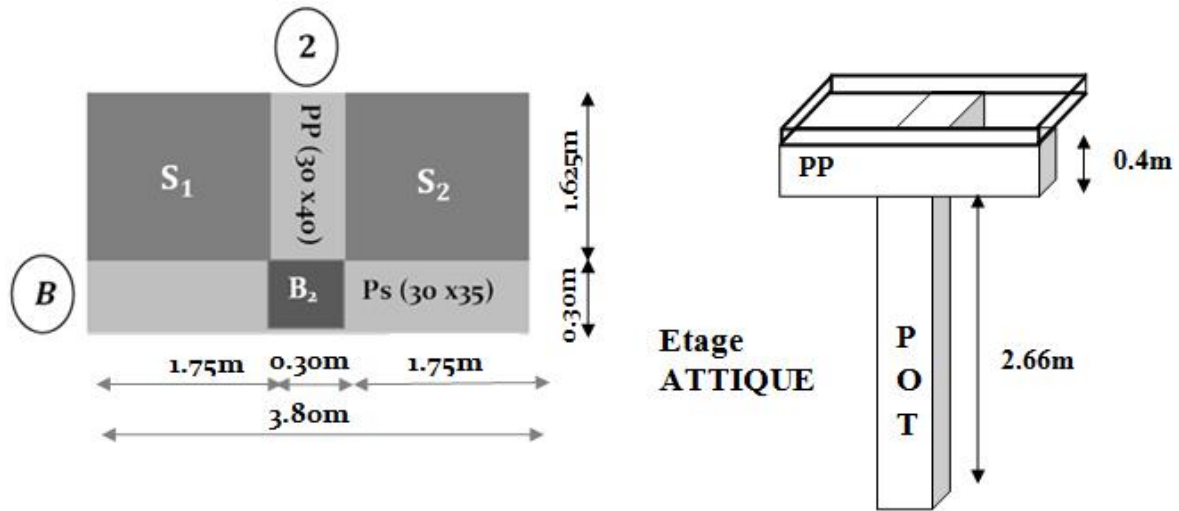 2
S₁
PP (30 x40)
S₂
1.625m
B
B₂
Ps (30 x35)
0.30m
1.75m
0.30m
1.75m
3.80m
PP
0.4m
Etage
ATTIQUE
P
O
T
2.66m